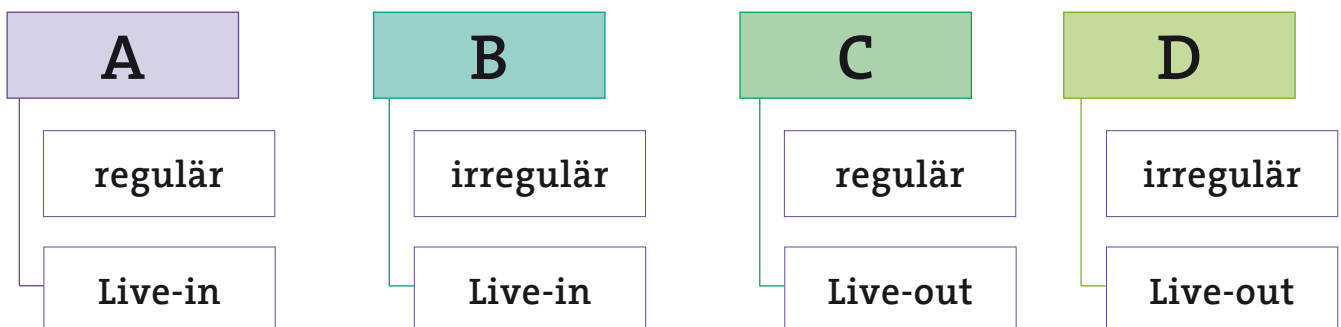 A
B
C
D
regulär
irregulär
regulär
irregulär
Live-in
Live-in
Live-out
Live-out